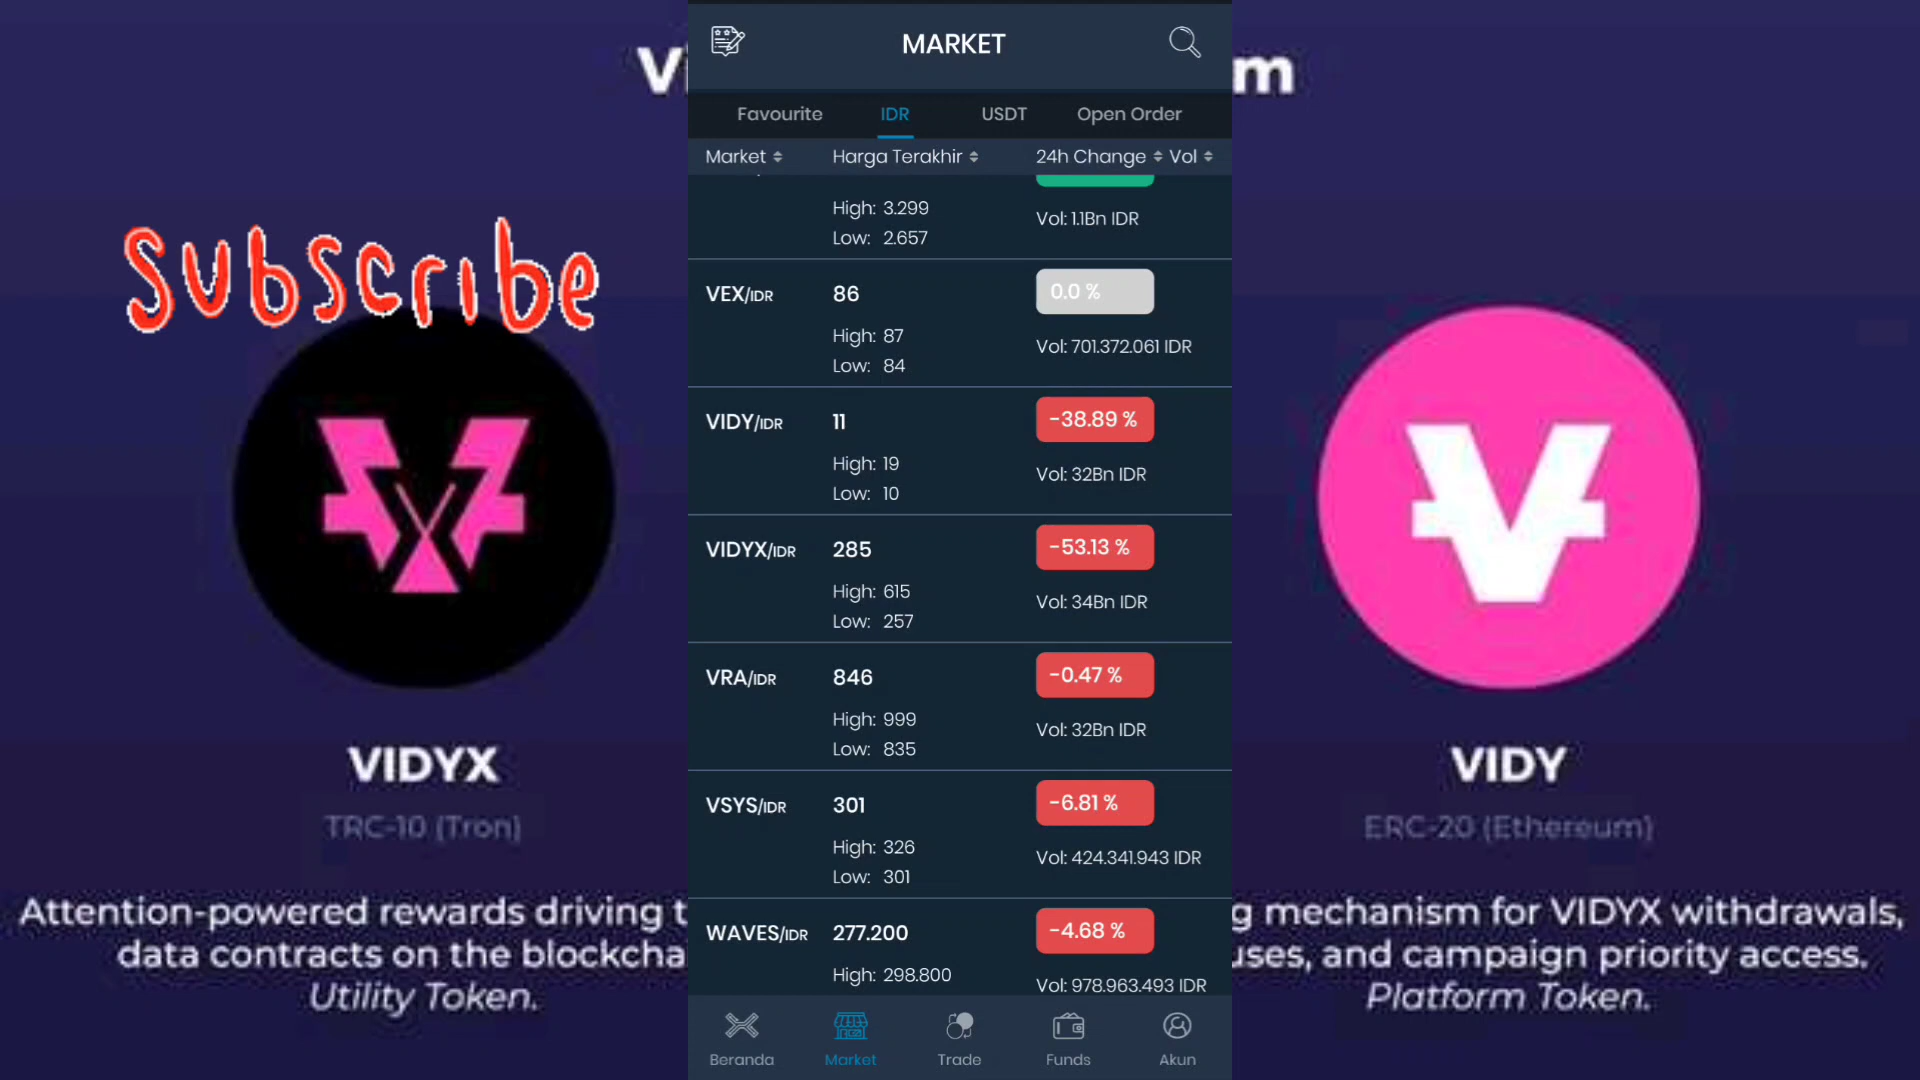 Vi
m
MARKET
Favourite IDR USDT Open Order
Market Harga Terakhir 24h Change Vol
High: 3.299
Low: 2.657
Vol: 1.1Bn IDR
VEX/IDR 86 0.0 %
High: 87
Low: 84
Vol: 701.372.061 IDR
VIDY/IDR 11 -38.89 %
High: 19
Low: 10
Vol: 32Bn IDR
VIDYX/IDR 285 -53.13 %
High: 615
Low: 257
Vol: 34Bn IDR
VRA/IDR 846 -0.47 %
High: 999
Low: 835
Vol: 32Bn IDR
VSYS/IDR 301 -6.81 %
High: 326
Low: 301
Vol: 424.341.943 IDR
WAVES/IDR 277.200 -4.68 %
High: 298.800
Vol: 978.963.493 IDR
Beranda Market Trade Funds Akun
Subscribe
VIDYX
TRC-10 (Tron)
Attention-powered rewards driving t
data contracts on the blockcha
Utility Token.
VIDY
ERC-20 (Ethereum)
g mechanism for VIDYX withdrawals,
uses, and campaign priority access.
Platform Token.